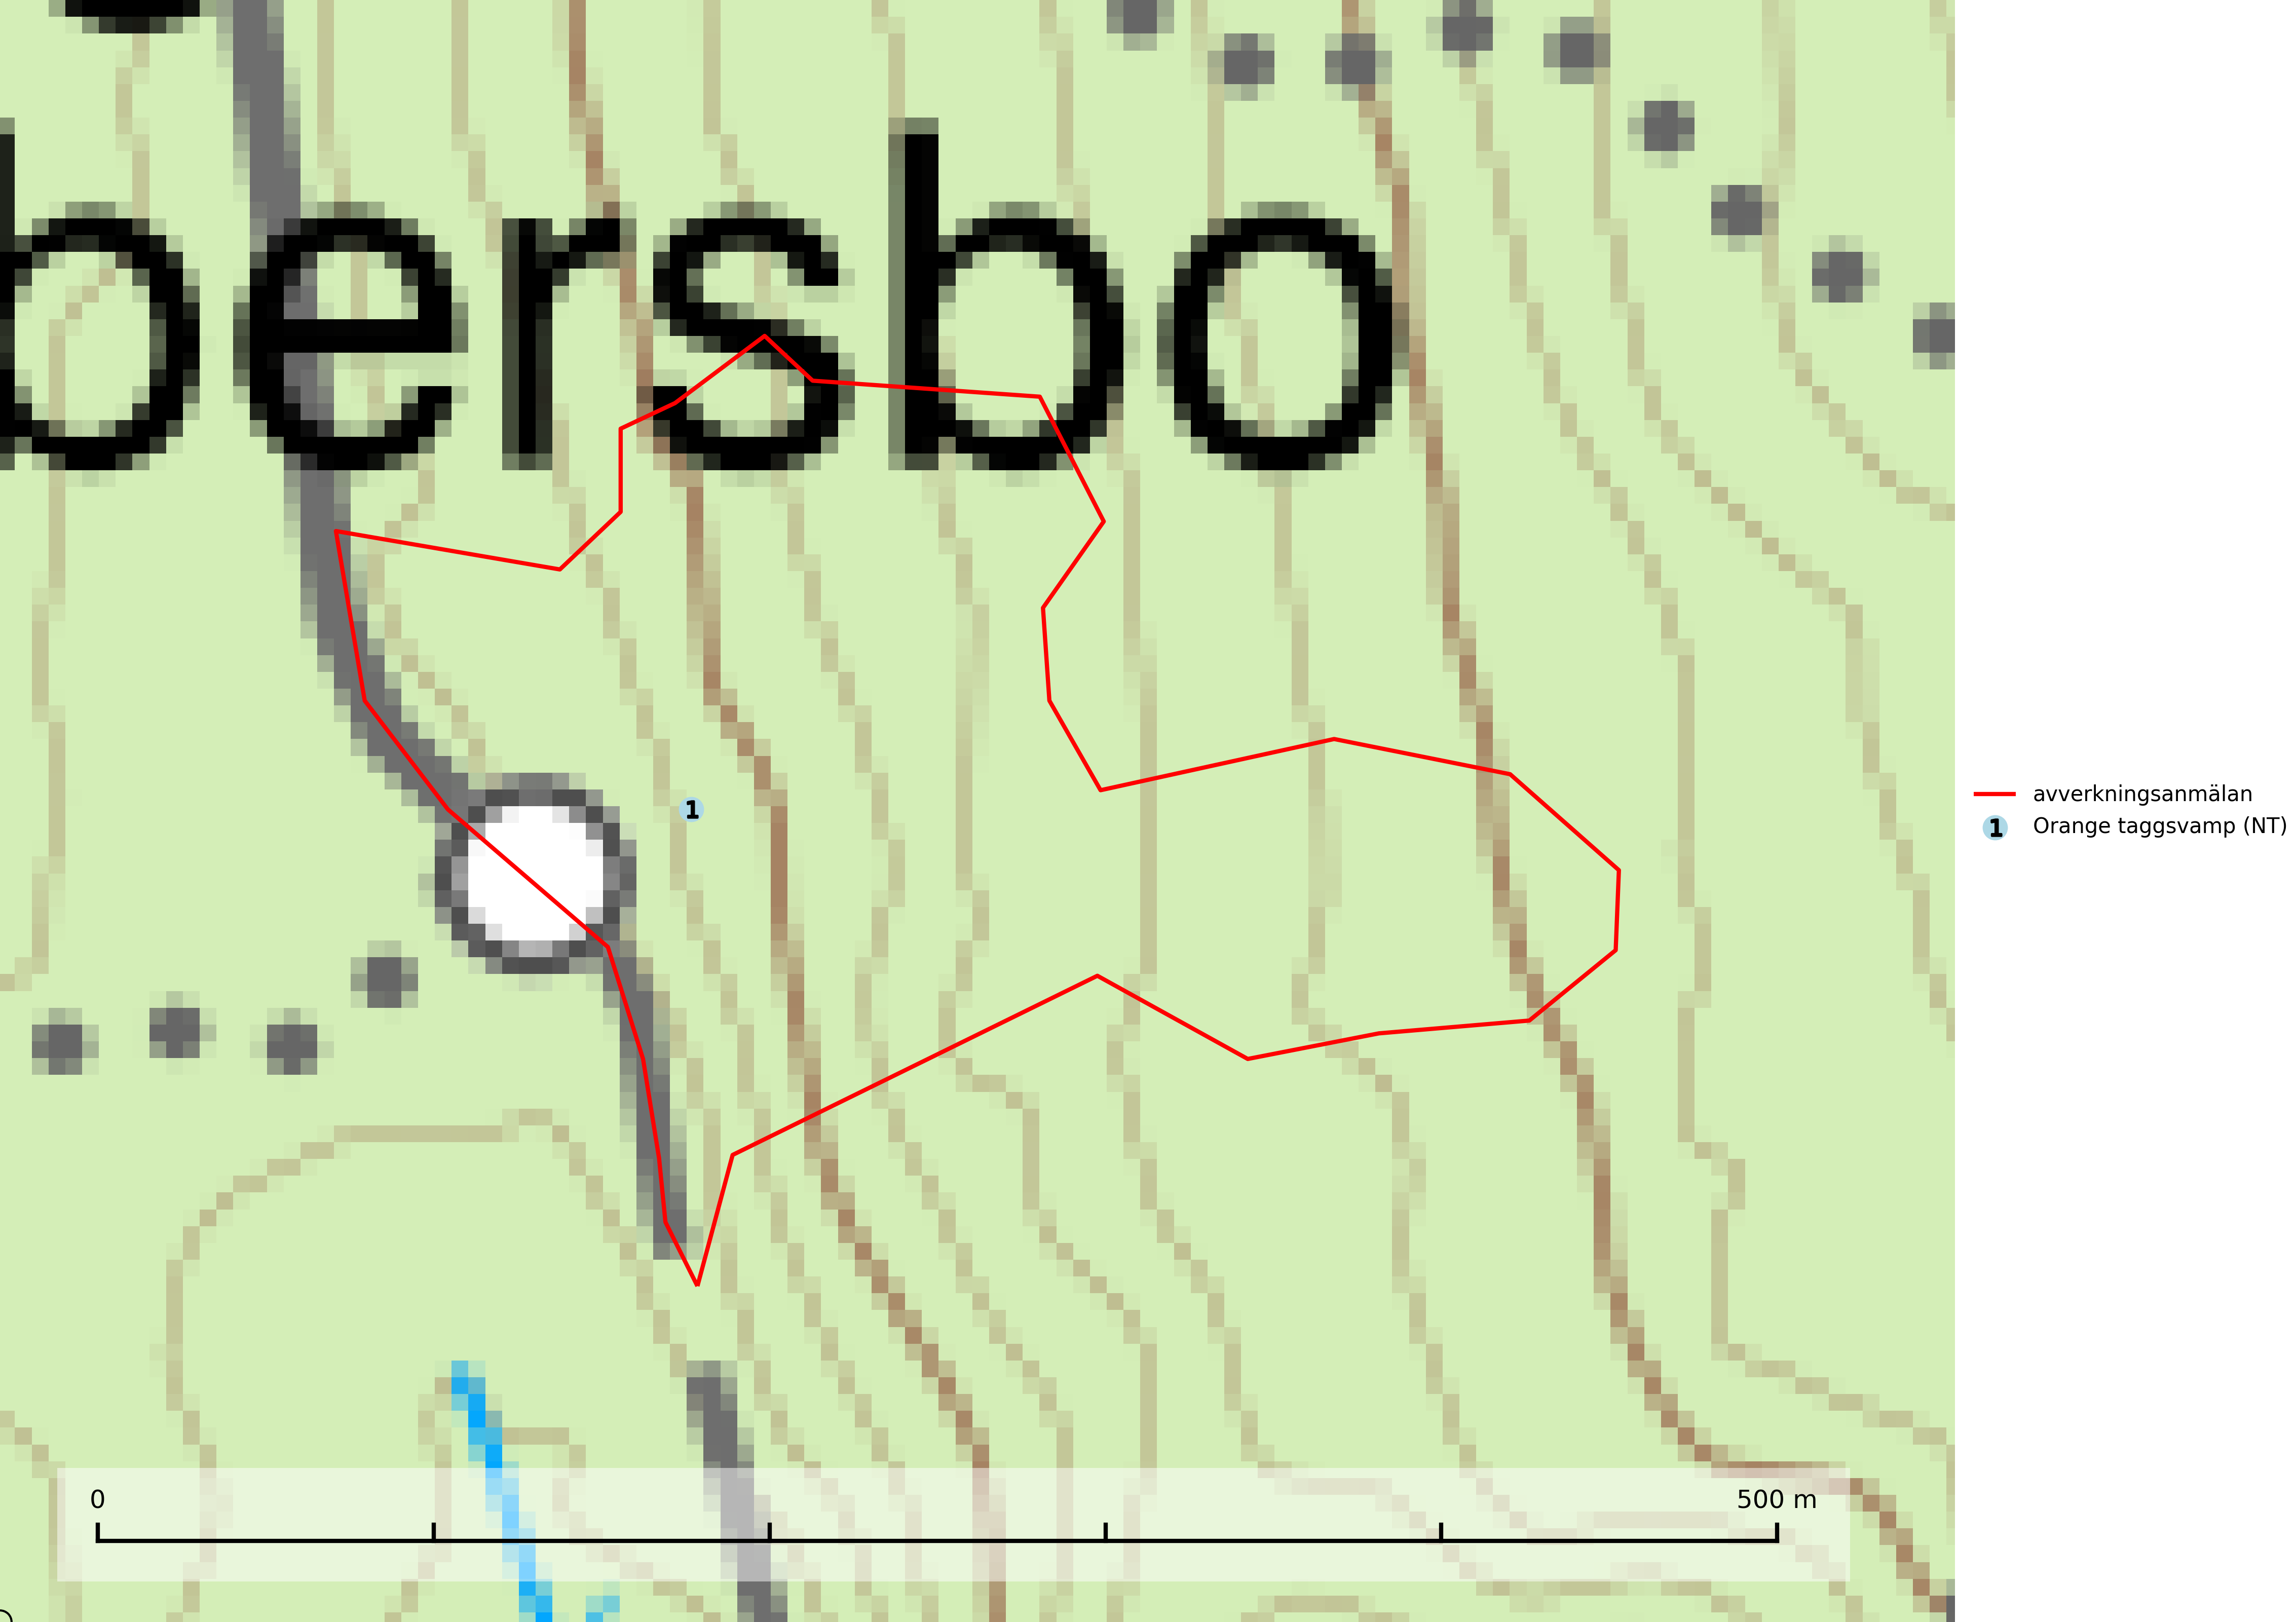 bersbo
avverkningsanmälan
1 Orange taggsvamp (NT)
1
0 500 m